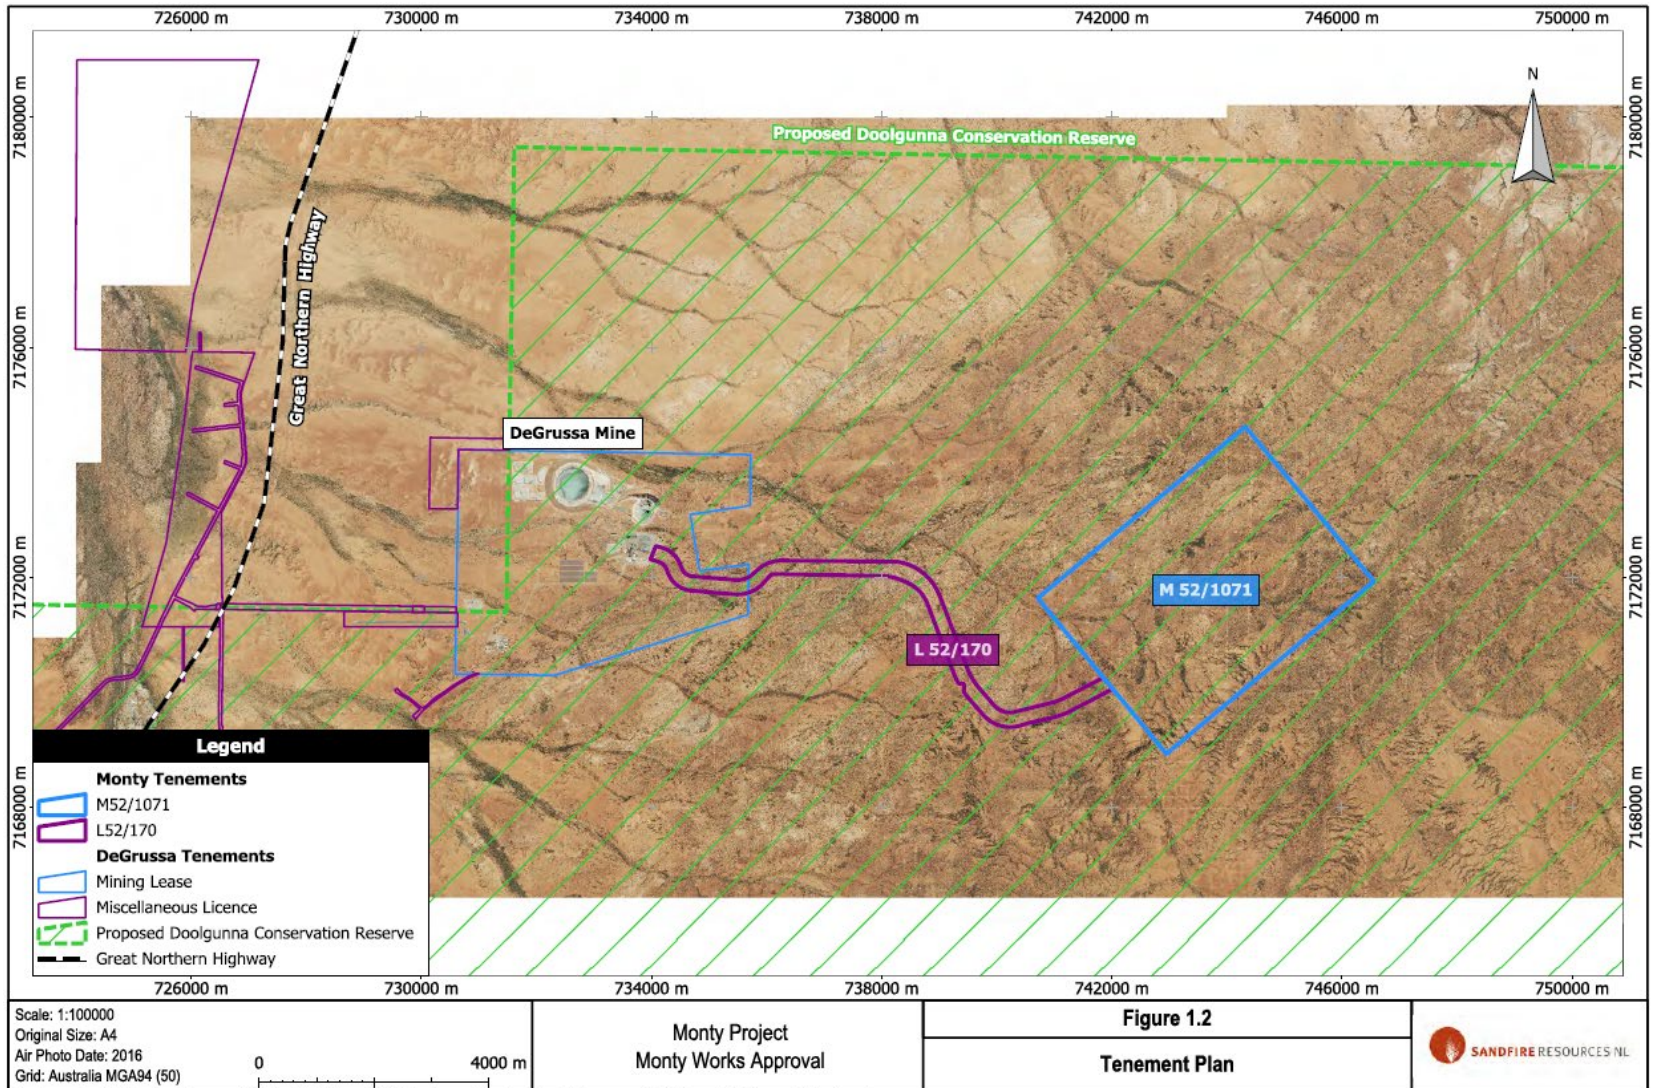 726000 m 730000 m 734000 m 738000 m 742000 m 746000 m 750000 m
7180000 m
7176000 m
7172000 m
7168000 m
7180000 m
7176000 m
7172000 m
7168000 m
N
Proposed Doolgunna Conservation Reserve
Great Northern Highway
DeGrussa Mine
M 52/1071
L 52/170
Legend
Monty Tenements
M52/1071
L52/170
DeGrussa Tenements
Mining Lease
Miscellaneous Licence
Proposed Doolgunna Conservation Reserve
Great Northern Highway
726000 m 730000 m 734000 m 738000 m 742000 m 746000 m 750000 m
Scale: 1:100000
Original Size: A4
Air Photo Date: 2016
Grid: Australia MGA94 (50)
0 4000 m
Monty Project
Monty Works Approval
Figure 1.2
Tenement Plan
SANDFIRE RESOURCES NL